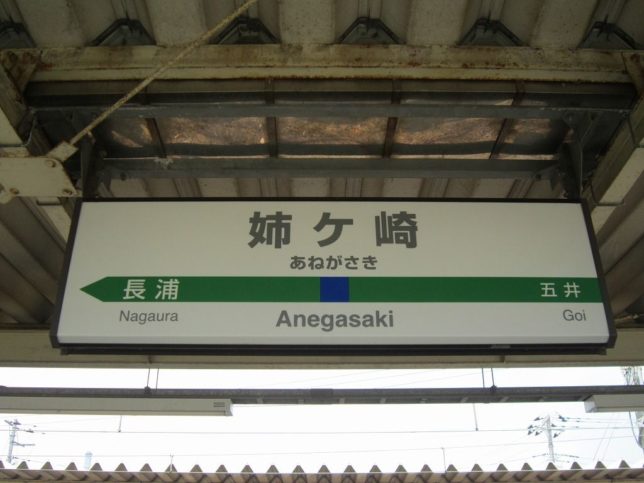 姉ケ崎
あねがさき
長浦
五井
Nagaura
Anegasaki
Goi